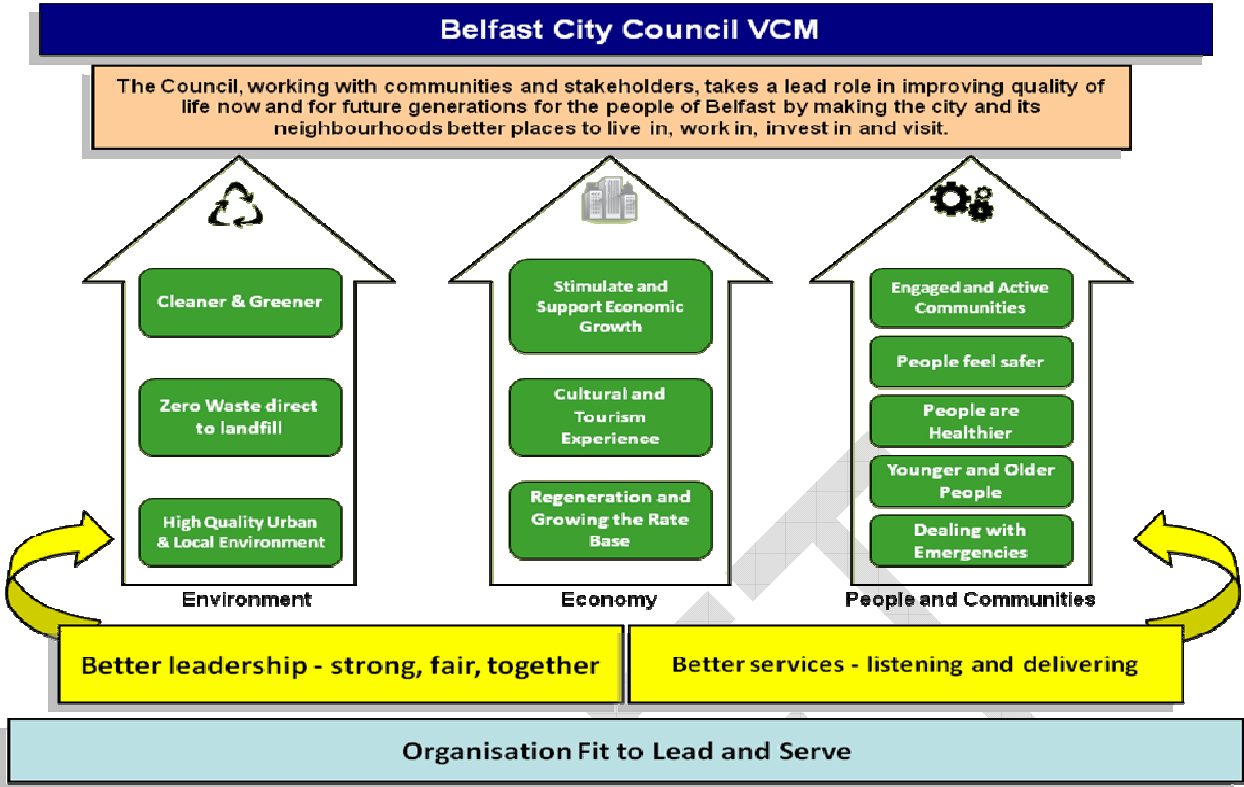 Belfast City Council VCM
The Council, working with communities and stakeholders, takes a lead role in improving quality of
life now and for future generations for the people of Belfast by making the city and its
neighbourhoods better places to live in, work in, invest in and visit.
Cleaner & Greener
Zero Waste direct
to landfill
High Quality Urban
& Local Environment
Environment
Stimulate and
Support Economic
Growth
Cultural and
Tourism
Experience
Regeneration and
Growing the Rate
Base
Economy
Engaged and Active
Communities
People feel safer
People are
Healthier
Younger and Older
People
Dealing with
Emergencies
People and Communities
Better leadership - strong, fair, together
Better services - listening and delivering
Organisation Fit to Lead and Serve